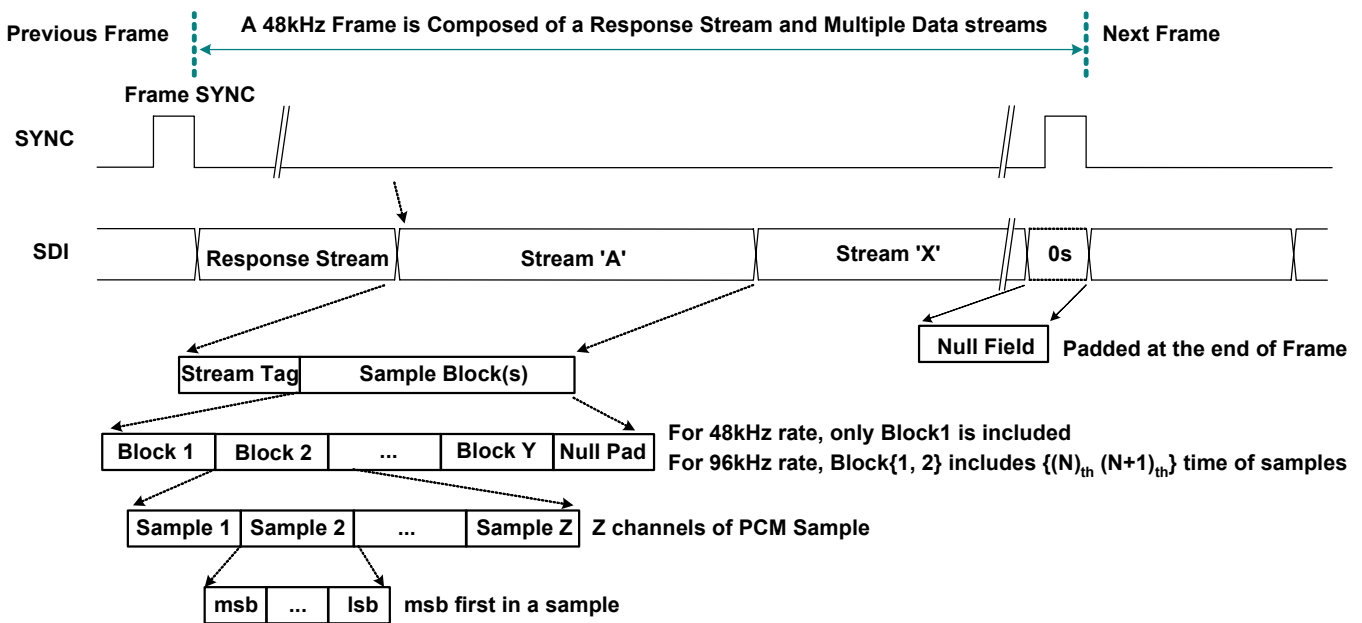 A 48kHz Frame is Composed of a Response Stream and Multiple Data streams
Previous Frame
Next Frame
Frame SYNC
SYNC
SDI
Response Stream
Stream 'A'
Stream 'X'
0s
Null Field
Padded at the end of Frame
Stream Tag
Sample Block(s)
Block 1
Block 2
...
Block Y
Null Pad
For 48kHz rate, only Block1 is included
For 96kHz rate, Block{1, 2} includes {(N)th (N+1)th} time of samples
Sample 1
Sample 2
...
Sample Z
Z channels of PCM Sample
msb
...
lsb
msb first in a sample